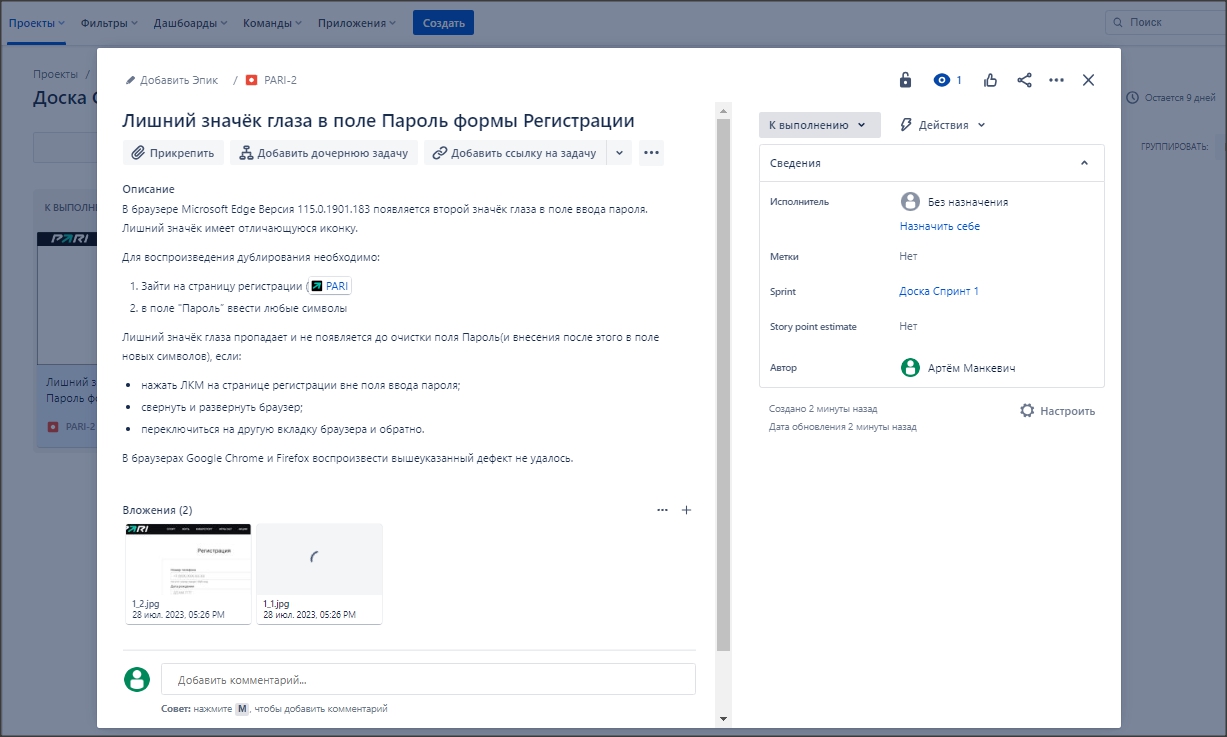 Проекты Фильтры Дашборды Команды Приложения Создать Поиск
Проекты /
Доска С
Остается 9 дней
ГРУППИРОВАТЬ:
К ВЫПОЛНЕ
PARI
Лишний з
Пароль фо
PARI-2
Добавить Эпик / PARI-2
1
Лишний значёк глаза в поле Пароль формы Регистрации
Прикрепить Добавить дочернюю задачу Добавить ссылку на задачу
Описание
В браузере Microsoft Edge Версия 115.0.1901.183 появляется второй значёк глаза в поле ввода пароля.
Лишний значёк имеет отличающуюся иконку.
Для воспроизведения дублирования необходимо:
1. Зайти на страницу регистрации ( PARI
2. в поле "Пароль" ввести любые символы
Лишний значёк глаза пропадает и не появляется до очистки поля Пароль(и внесения после этого в поле
новых символов), если:
• нажать ЛКМ на странице регистрации вне поля ввода пароля;
• свернуть и развернуть браузер;
• переключиться на другую вкладку браузера и обратно.
В браузерах Google Chrome и Firefox воспроизвести вышеуказанный дефект не удалось.
Вложения (2)
PARI
Регистрация
1_2.jpg
28 июл. 2023, 05:26 PM
1_1.jpg
28 июл. 2023, 05:26 PM
Добавить комментарий...
Совет: нажмите M, чтобы добавить комментарий
К выполнению Действия
Сведения
Исполнитель Без назначения
Назначить себе
Метки Нет
Sprint Доска Спринт 1
Story point estimate Нет
Автор Артём Манкевич
Создано 2 минуты назад
Дата обновления 2 минуты назад
Настроить